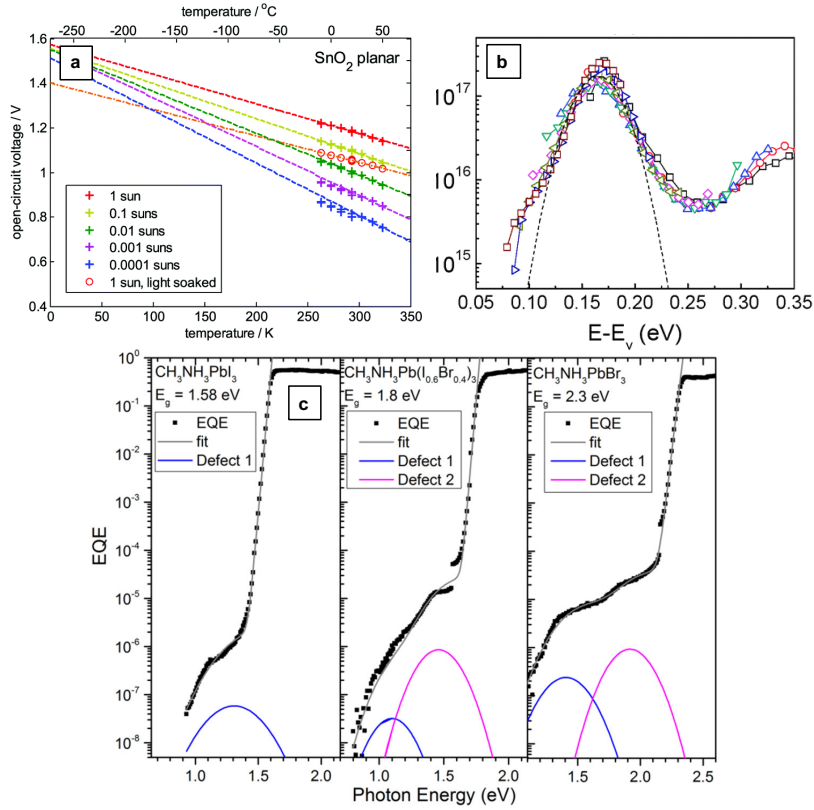 temperature / °C
-250 -200 -150 -100 -50 0 50
a
SnO2 planar
open-circuit voltage / V
1.6
1.4
1.2
1
0.8
0.6
0.4
1 sun
0.1 suns
0.01 suns
0.001 suns
0.0001 suns
1 sun, light soaked
0 50 100 150 200 250 300 350
temperature / K
b
10^17
10^16
10^15
0.05 0.10 0.15 0.20 0.25 0.30 0.35
E-Ev (eV)
c
EQE
10^0
10^-1
10^-2
10^-3
10^-4
10^-5
10^-6
10^-7
10^-8
CH3NH3PbI3
Eg = 1.58 eV
EQE
fit
Defect 1
CH3NH3Pb(I0.6Br0.4)3
Eg = 1.8 eV
EQE
fit
Defect 1
Defect 2
CH3NH3PbBr3
Eg = 2.3 eV
EQE
fit
Defect 1
Defect 2
1.0 1.5 2.0 1.0 1.5 2.0 1.5 2.0 2.5
Photon Energy (eV)